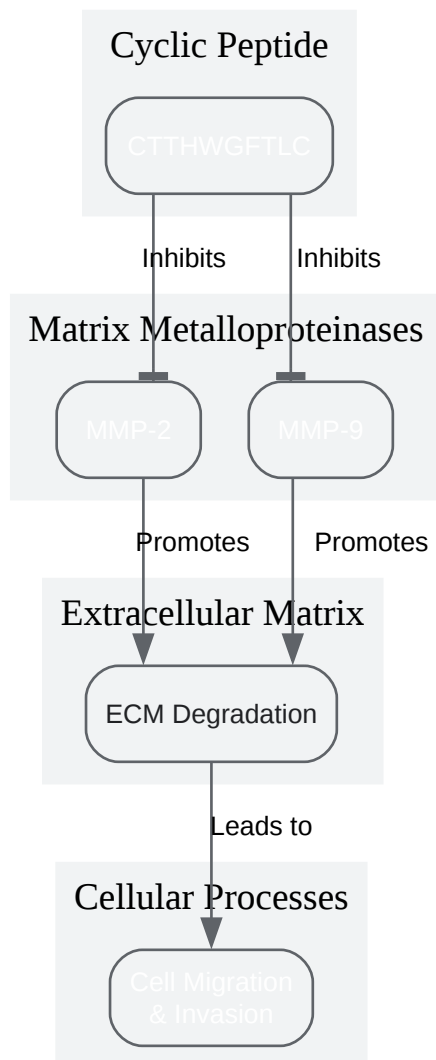 Cyclic Peptide
CTTHWGFTLC
Inhibits
Inhibits
Matrix Metalloproteinases
MMP-2
MMP-9
Promotes
Promotes
Extracellular Matrix
ECM Degradation
Leads to
Cellular Processes
Cell Migration
& Invasion